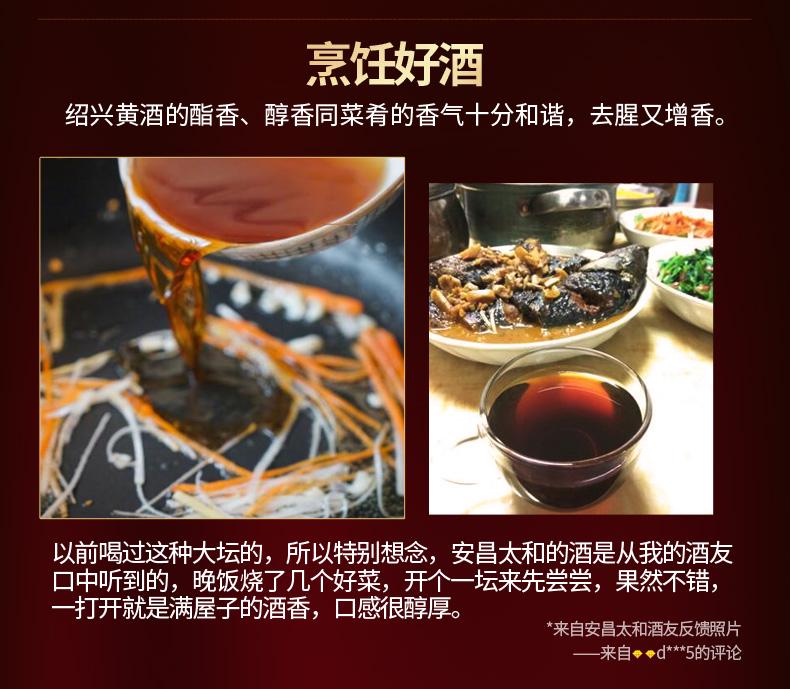 烹饪好酒
绍兴黄酒的酯香、醇香同菜肴的香气十分和谐，去腥又增香。
以前喝过这种大坛的，所以特别想念，安昌太和的酒是从我的酒友
口中听到的，晚饭烧了几个好菜，开个一坛来先尝尝，果然不错，
一打开就是满屋子的酒香，口感很醇厚。
*来自安昌太和酒友反馈照片
——来自d***5的评论